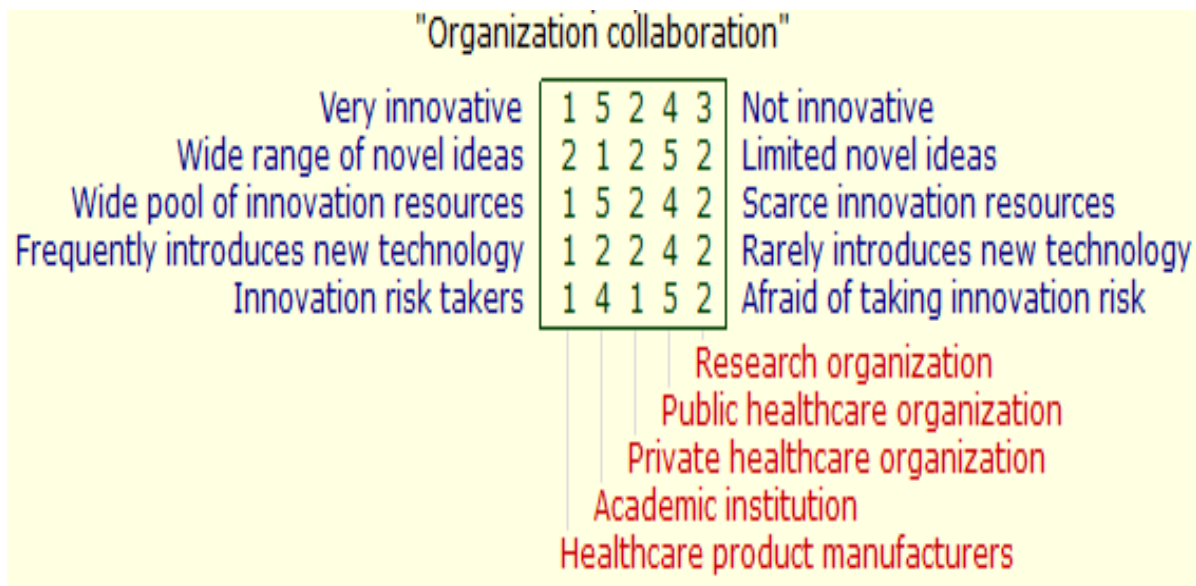 "Organization collaboration"
Very innovative 1 5 2 4 3 Not innovative
Wide range of novel ideas 2 1 2 5 2 Limited novel ideas
Wide pool of innovation resources 1 5 2 4 2 Scarce innovation resources
Frequently introduces new technology 1 2 2 4 2 Rarely introduces new technology
Innovation risk takers 1 4 1 5 2 Afraid of taking innovation risk
Research organization
Public healthcare organization
Private healthcare organization
Academic institution
Healthcare product manufacturers